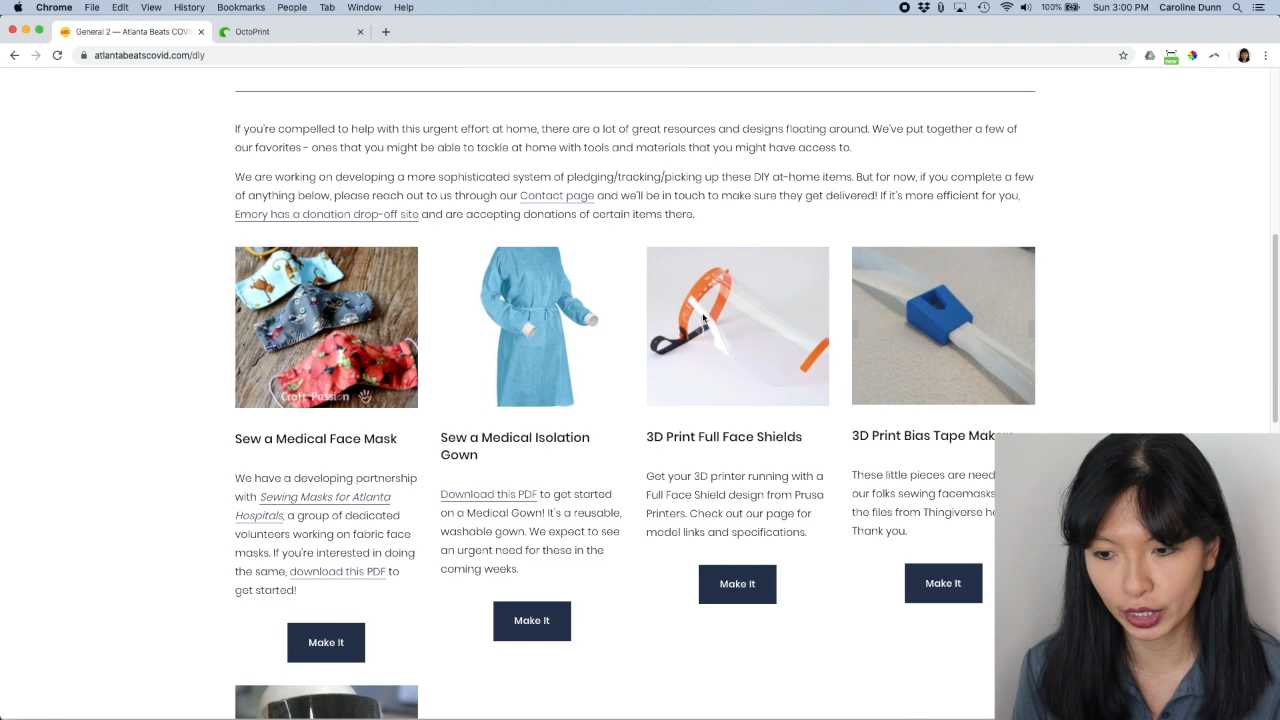 Chrome File Edit View History Bookmarks People Tab Window Help
100% Sun 3:00 PM Caroline Dunn
General 2 — Atlanta Beats COVI
OctoPrint
atlantabeatscovid.com/diy
new
If you're compelled to help with this urgent effort at home, there are a lot of great resources and designs floating around. We've put together a few of
our favorites - ones that you might be able to tackle at home with tools and materials that you might have access to.
We are working on developing a more sophisticated system of pledging/tracking/picking up these DIY at-home items. But for now, if you complete a few
of anything below, please reach out to us through our Contact page and we'll be in touch to make sure they get delivered! If it's more efficient for you,
Emory has a donation drop-off site and are accepting donations of certain items there.
Craft Passion
Sew a Medical Face Mask
We have a developing partnership
with Sewing Masks for Atlanta
Hospitals, a group of dedicated
volunteers working on fabric face
masks. If you're interested in doing
the same, download this PDF to
get started!
Make It
Sew a Medical Isolation
Gown
Download this PDF to get started
on a Medical Gown! It's a reusable,
washable gown. We expect to see
an urgent need for these in the
coming weeks.
Make It
3D Print Full Face Shields
Get your 3D printer running with a
Full Face Shield design from Prusa
Printers. Check out our page for
model links and specifications.
Make It
3D Print Bias Tape
These little pieces are need
our folks sewing facemasks
the files from Thingiverse
Thank you.
Make It